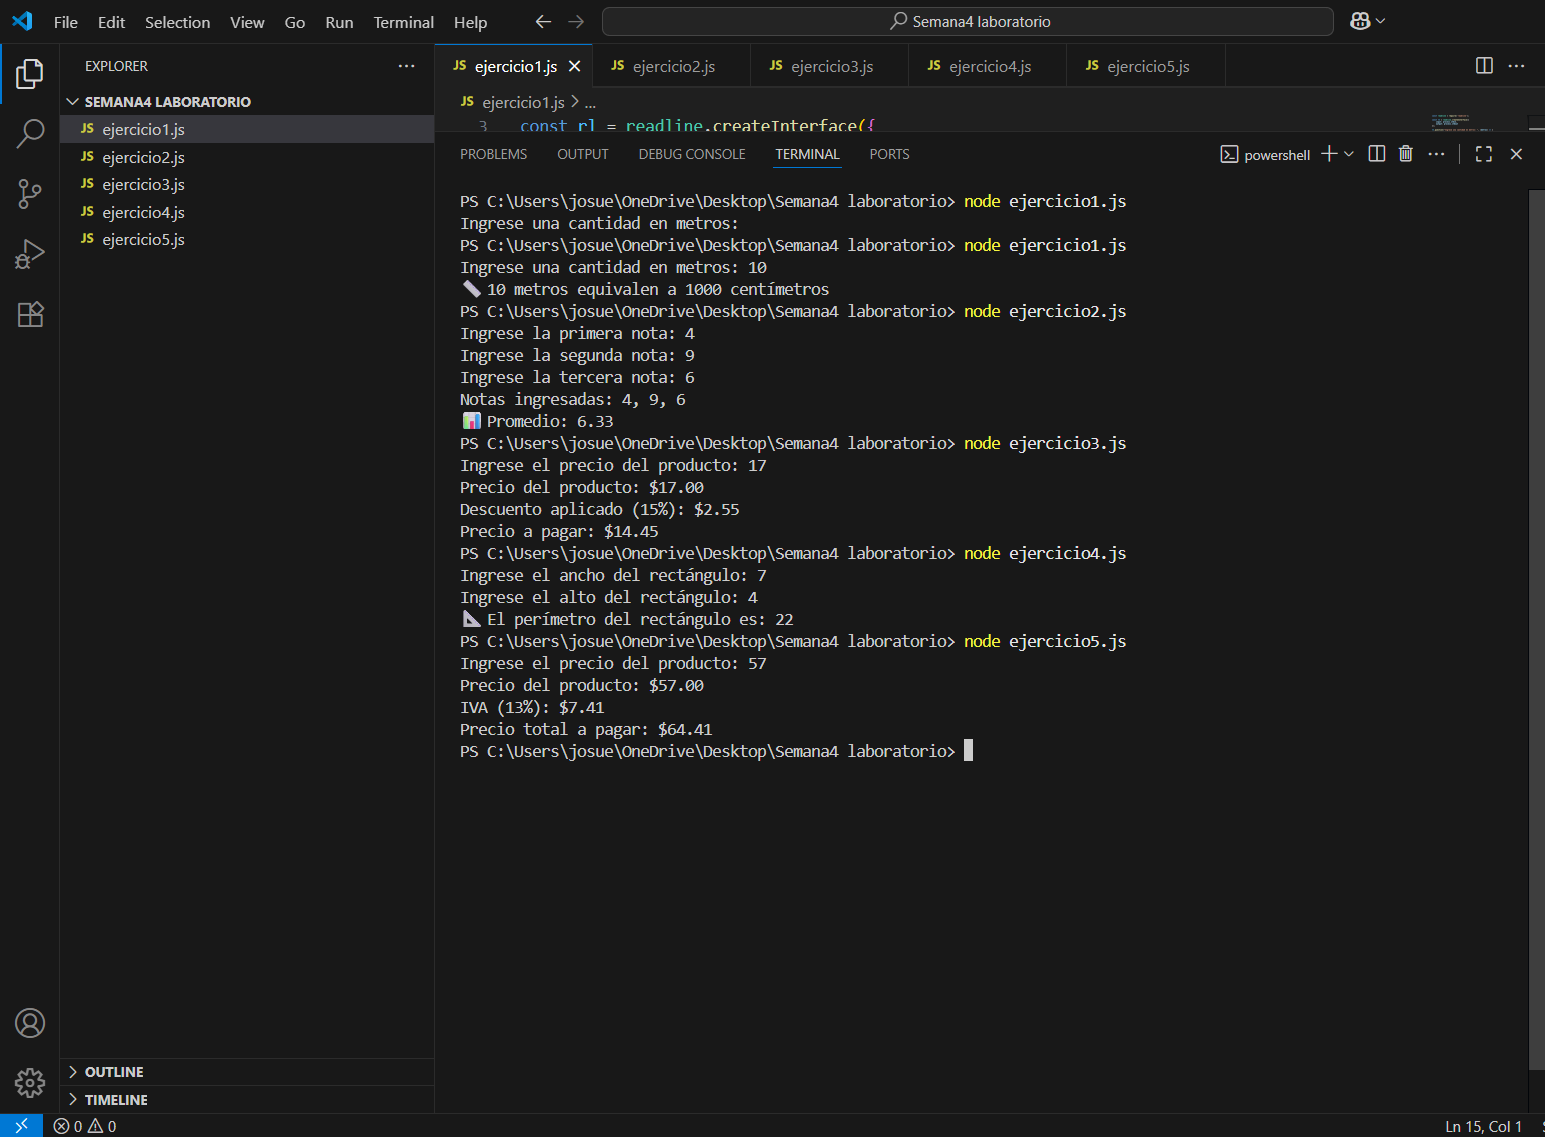 File Edit Selection View Go Run Terminal Help
Semana4 laboratorio
EXPLORER
SEMANA4 LABORATORIO
JS ejercicio1.js
JS ejercicio2.js
JS ejercicio3.js
JS ejercicio4.js
JS ejercicio5.js
OUTLINE
TIMELINE
JS ejercicio1.js JS ejercicio2.js JS ejercicio3.js JS ejercicio4.js JS ejercicio5.js
JS ejercicio1.js > ...
3 const rl = readline.createInterface({
PROBLEMS OUTPUT DEBUG CONSOLE TERMINAL PORTS
powershell
PS C:\Users\josue\OneDrive\Desktop\Semana4 laboratorio> node ejercicio1.js
Ingrese una cantidad en metros:
PS C:\Users\josue\OneDrive\Desktop\Semana4 laboratorio> node ejercicio1.js
Ingrese una cantidad en metros: 10
📏 10 metros equivalen a 1000 centímetros
PS C:\Users\josue\OneDrive\Desktop\Semana4 laboratorio> node ejercicio2.js
Ingrese la primera nota: 4
Ingrese la segunda nota: 9
Ingrese la tercera nota: 6
Notas ingresadas: 4, 9, 6
📊 Promedio: 6.33
PS C:\Users\josue\OneDrive\Desktop\Semana4 laboratorio> node ejercicio3.js
Ingrese el precio del producto: 17
Precio del producto: $17.00
Descuento aplicado (15%): $2.55
Precio a pagar: $14.45
PS C:\Users\josue\OneDrive\Desktop\Semana4 laboratorio> node ejercicio4.js
Ingrese el ancho del rectángulo: 7
Ingrese el alto del rectángulo: 4
📐 El perímetro del rectángulo es: 22
PS C:\Users\josue\OneDrive\Desktop\Semana4 laboratorio> node ejercicio5.js
Ingrese el precio del producto: 57
Precio del producto: $57.00
IVA (13%): $7.41
Precio total a pagar: $64.41
PS C:\Users\josue\OneDrive\Desktop\Semana4 laboratorio>
0 0
Ln 15, Col 1